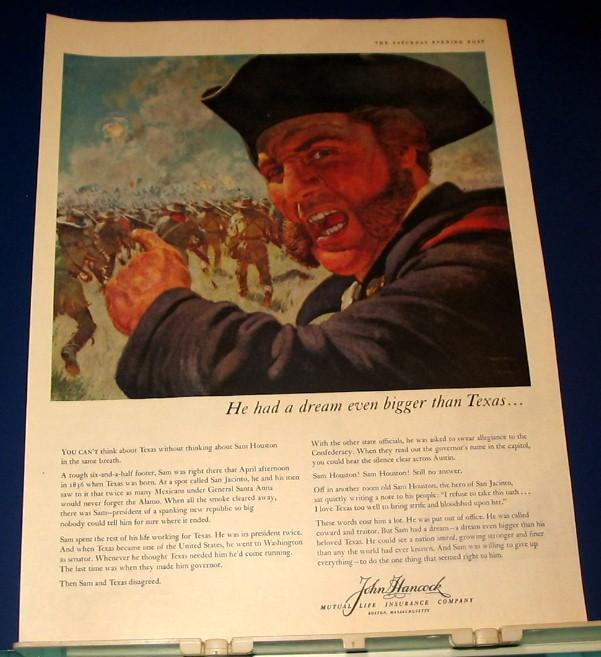 THE SATURDAY EVENING POST
He had a dream even bigger than Texas...
YOU CAN'T think about Texas without thinking about Sam Houston
in the same breath.
A tough six-and-a-half footer, Sam was right there that April afternoon
in 1836 when Texas was born. At a spot called San Jacinto, he and his men
saw to it that twice as many Mexicans under General Santa Anna
would never forget the Alamo. When all the smoke cleared away,
there was Sam—president of a spanking new republic so big
nobody could tell him for sure where it ended.
Sam spent the rest of his life working for Texas. He was its president twice.
And when Texas became one of the United States, he went to Washington
as senator. Whenever he thought Texas needed him he'd come running.
The last time was when they made him governor.
Then Sam and Texas disagreed.
With the other state officials, he was asked to swear allegiance to the
Confederacy. When they read out the governor's name in the capitol,
you could hear the silence clear across Austin.
Sam Houston! Sam Houston! Still no answer.
Off in another room old Sam Houston, the hero of San Jacinto,
sat quietly writing a note to his people: "I refuse to take this oath....
I love Texas too well to bring strife and bloodshed upon her."
These words cost him a lot. He was put out of office. He was called
coward and traitor. But Sam had a dream—a dream even bigger than his
beloved Texas. He could see a nation united, growing stronger and finer
than any the world had ever known. And Sam was willing to give up
everything—to do the one thing that seemed right to him.
John Hancock
MUTUAL LIFE INSURANCE COMPANY
BOSTON, MASSACHUSETTS